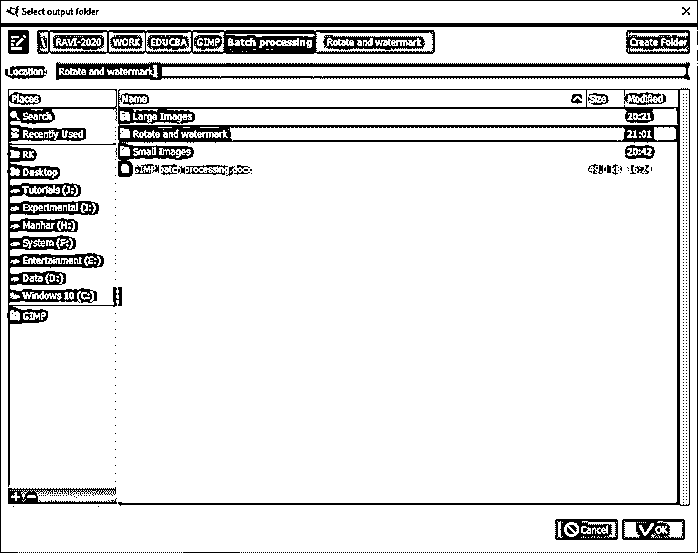 Select output folder
\ RAVI-2020 WORK EDUCBA GIMP Batch processing Rotate and watermark Create Folder
Location: Rotate and watermark
Places Name Size Modified
Search Large Images 20:21
Recently Used Rotate and watermark 21:01
RK Small Images 20:42
Desktop GIMP batch processing.docx 49.0 kB 16:24
Tutorials (J:)
Experimental (I:)
Manhar (H:)
System (F:)
Entertainment (E:)
Data (D:)
Windows 10 (C:)
GIMP
Cancel OK